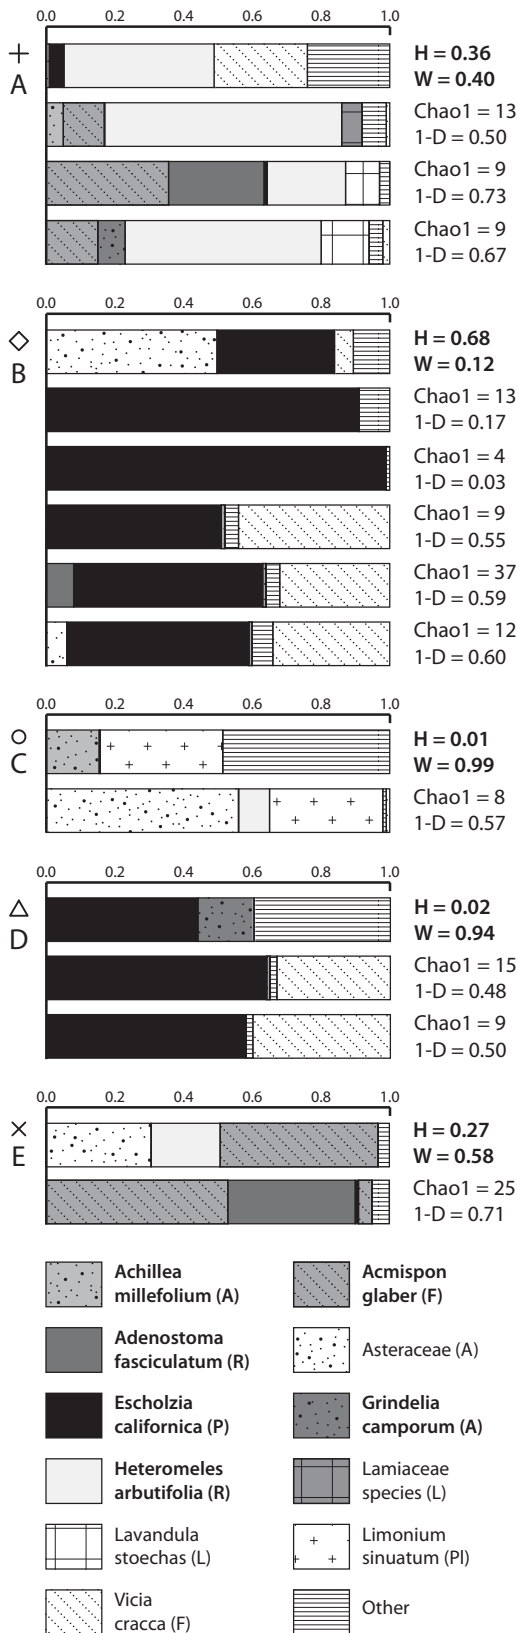 0.0 0.2 0.4 0.6 0.8 1.0
A
H = 0.36
W = 0.40
Chao1 = 13
1-D = 0.50
Chao1 = 9
1-D = 0.73
Chao1 = 9
1-D = 0.67
0.0 0.2 0.4 0.6 0.8 1.0
B
H = 0.68
W = 0.12
Chao1 = 13
1-D = 0.17
Chao1 = 4
1-D = 0.03
Chao1 = 9
1-D = 0.55
Chao1 = 37
1-D = 0.59
Chao1 = 12
1-D = 0.60
0.0 0.2 0.4 0.6 0.8 1.0
C
H = 0.01
W = 0.99
Chao1 = 8
1-D = 0.57
0.0 0.2 0.4 0.6 0.8 1.0
D
H = 0.02
W = 0.94
Chao1 = 15
1-D = 0.48
Chao1 = 9
1-D = 0.50
0.0 0.2 0.4 0.6 0.8 1.0
E
H = 0.27
W = 0.58
Chao1 = 25
1-D = 0.71
Achillea
millefolium (A)
Acmispon
glaber (F)
Adenostoma
fasciculatum (R)
Asteraceae (A)
Escholzia
californica (P)
Grindelia
camporum (A)
Heteromeles
arbutifolia (R)
Lamiaceae
species (L)
Lavandula
stoechas (L)
Limonium
sinuatum (Pl)
Vicia
cracca (F)
Other